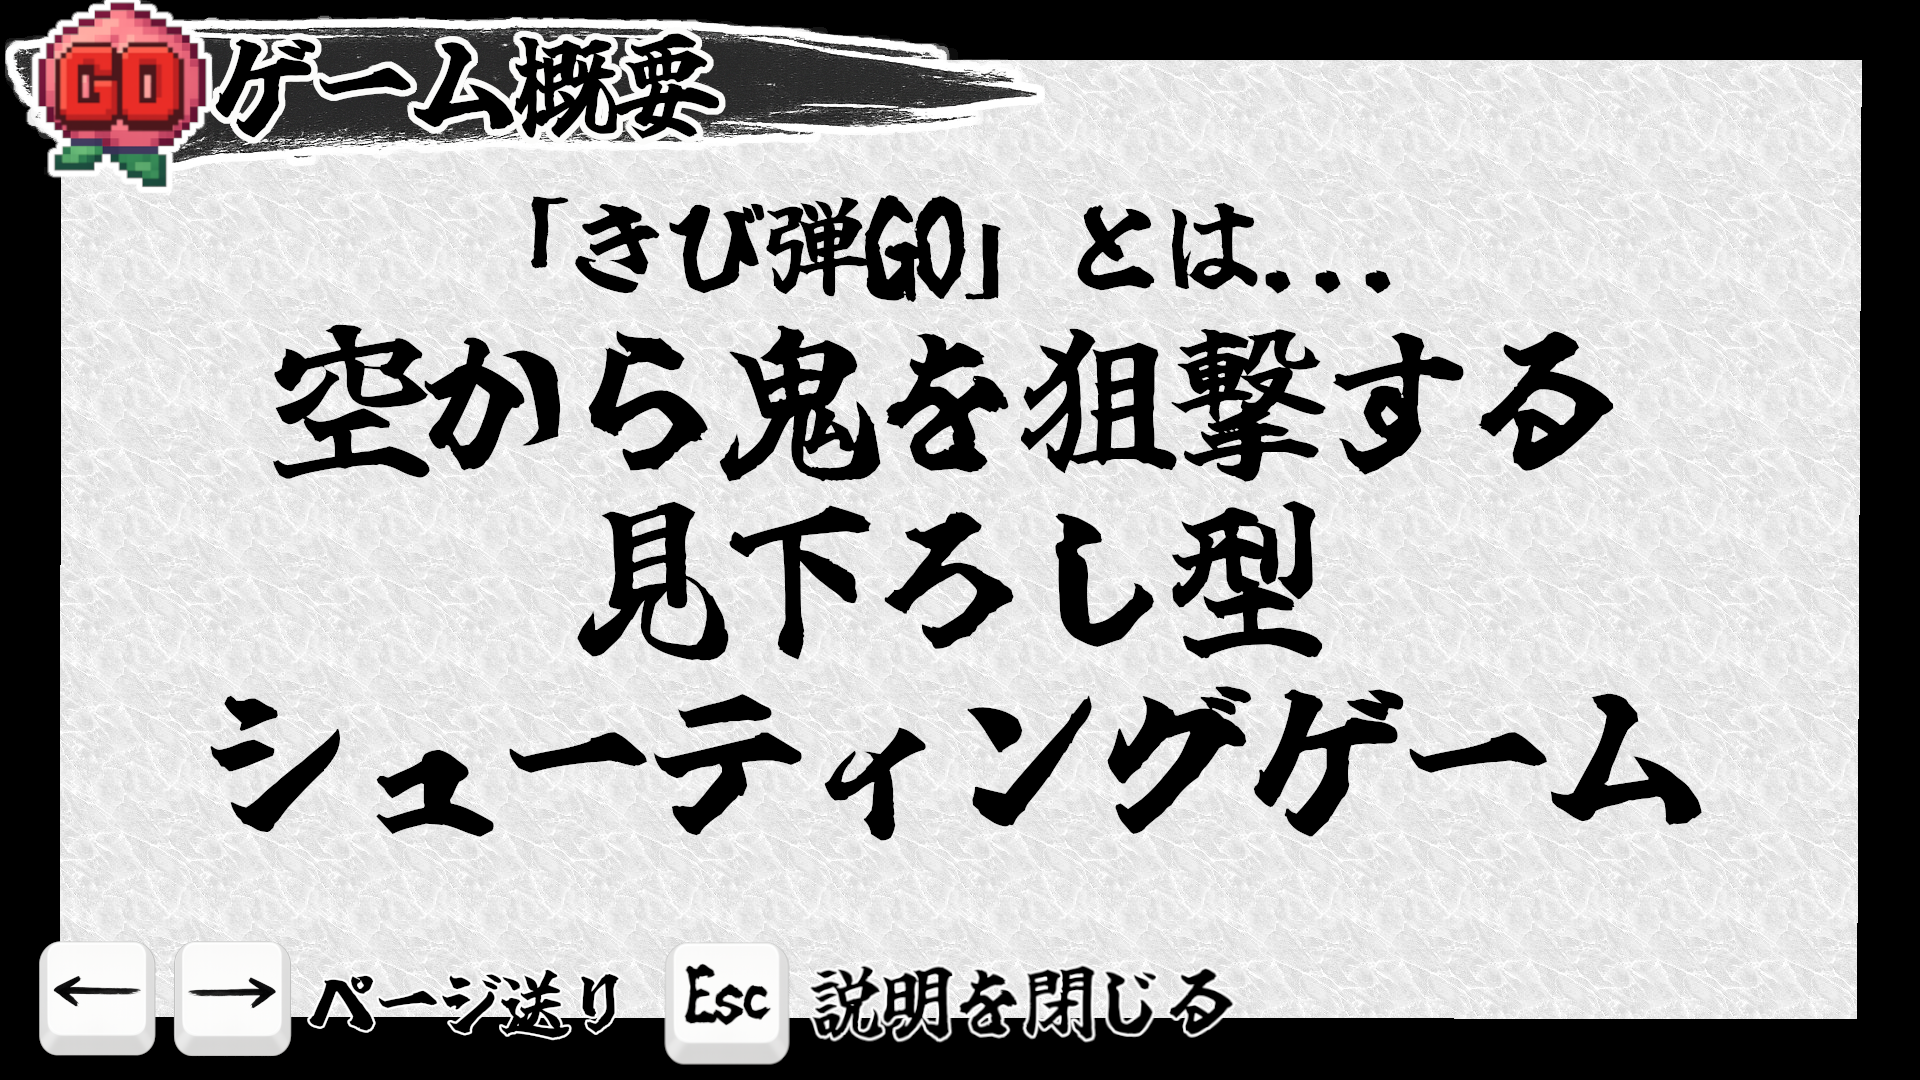 GO ゲーム概要
「きび弾GO」とは...
空から鬼を狙撃する
見下ろし型
シューティングゲーム
← → ページ送り Esc 説明を閉じる